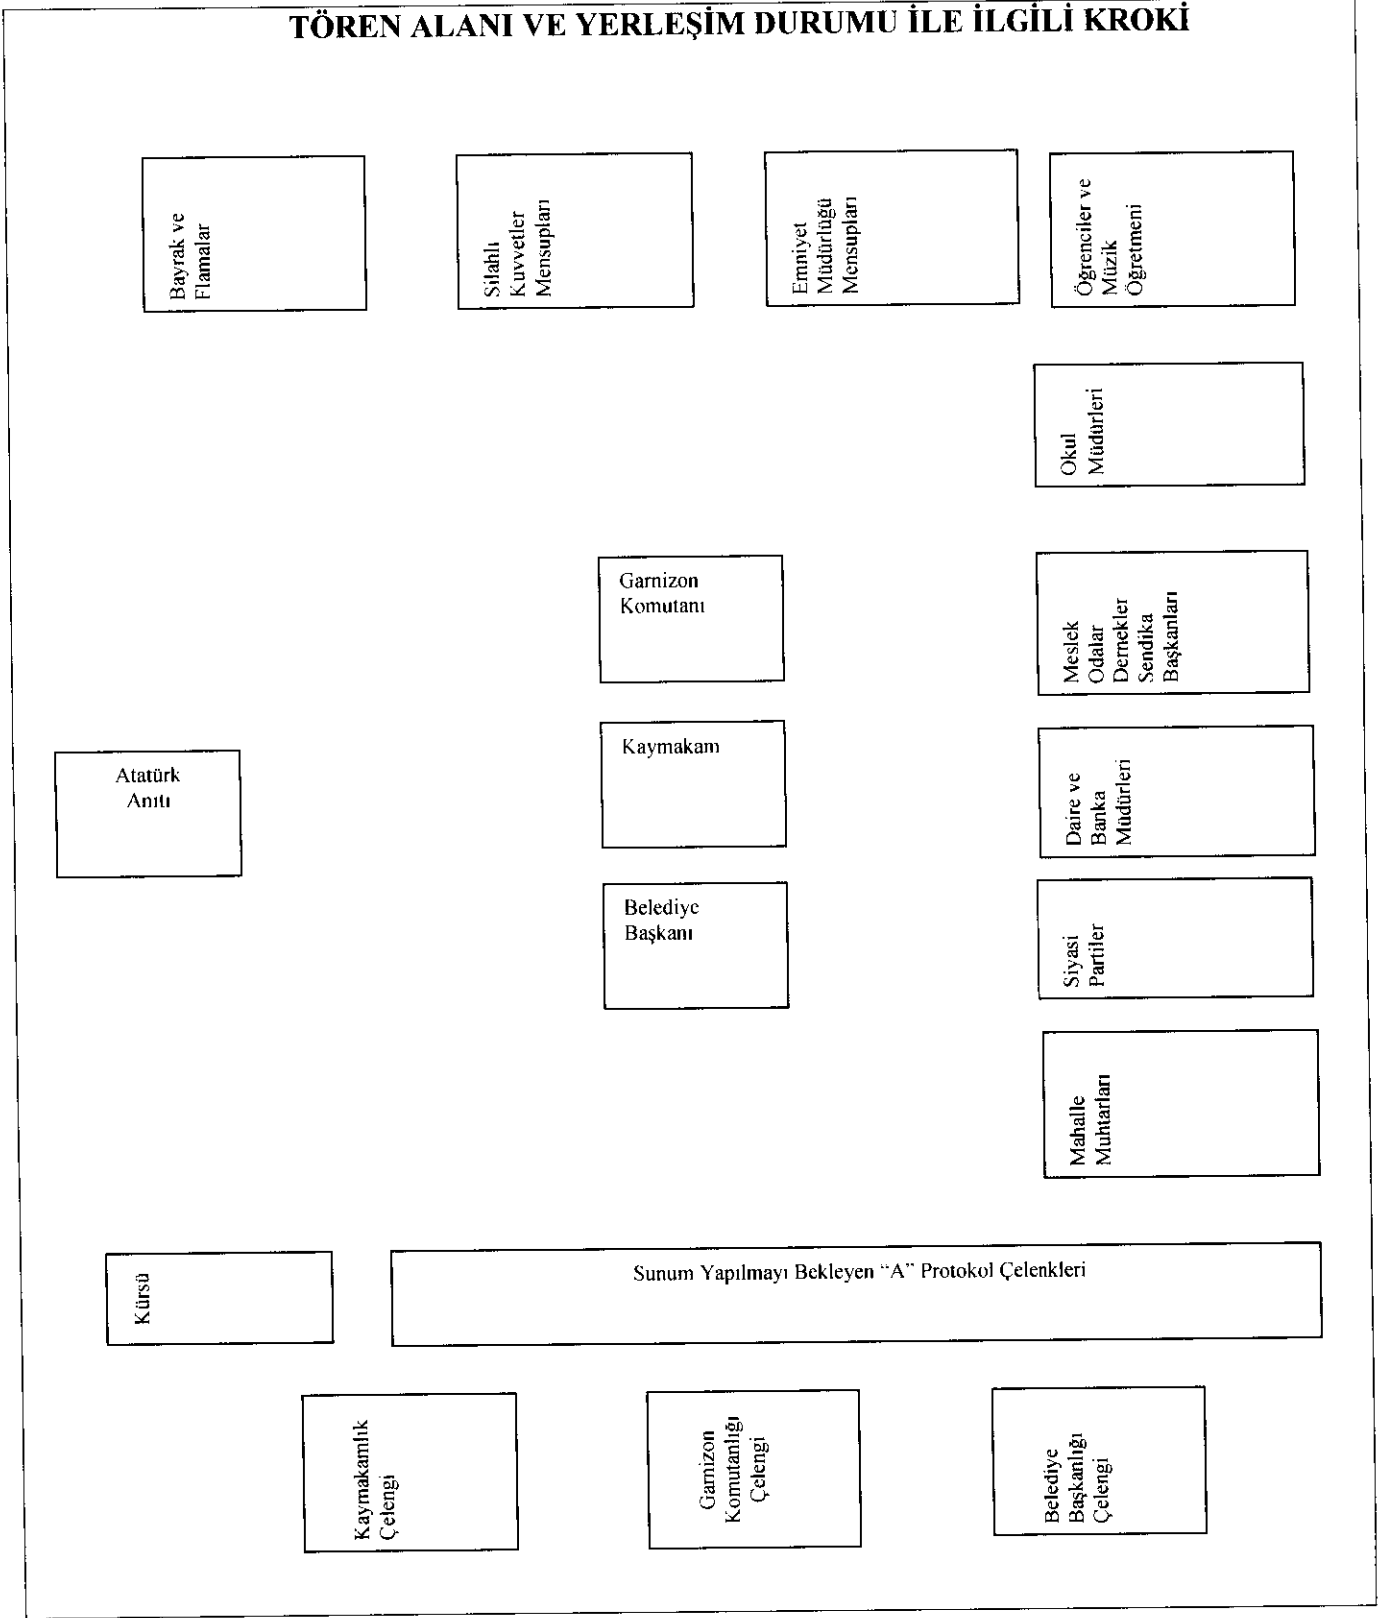 TÖREN ALANI VE YERLEŞİM DURUMU İLE İLGİLİ KROKİ
Bayrak ve
Flamalar
Silahlı
Kuvvetler
Mensupları
Emniyet
Müdürlüğü
Mensupları
Öğrenciler ve
Müzik
Öğretmeni
Okul
Müdürleri
Garnizon
Komutanı
Meslek
Odalar
Dernekler
Sendika
Başkanları
Atatürk
Anıtı
Kaymakam
Daire ve
Banka
Müdürleri
Belediye
Başkanı
Siyasi
Partiler
Mahalle
Muhtarları
Kürsü
Sunum Yapılmayı Bekleyen “A” Protokol Çelenkleri
Kaymakamlık
Çelengi
Garnizon
Komutanlığı
Çelengi
Belediye
Başkanlığı
Çelengi